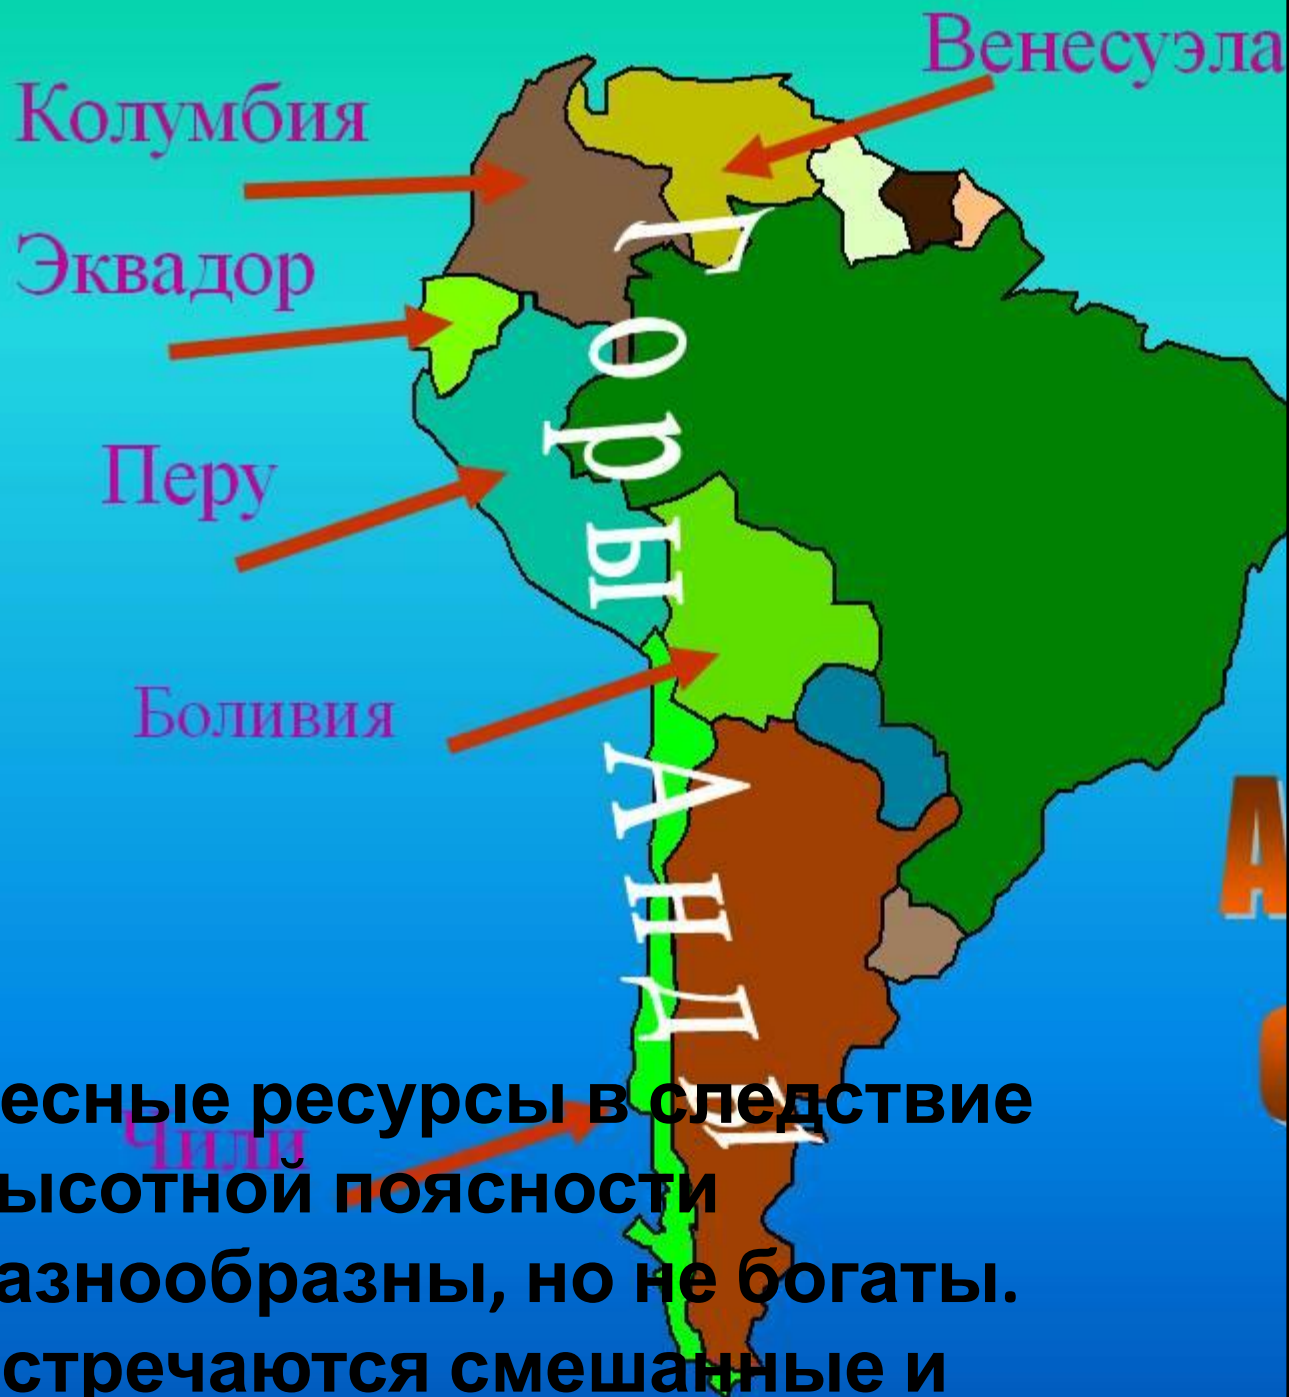 Венесуэла
Колумбия
Эквадор
Перу
Боливия
Чили
Горы Анды
А
есные ресурсы в следствие
ысотной поясности
азнообразны, но не богаты.
стречаются смешанные и